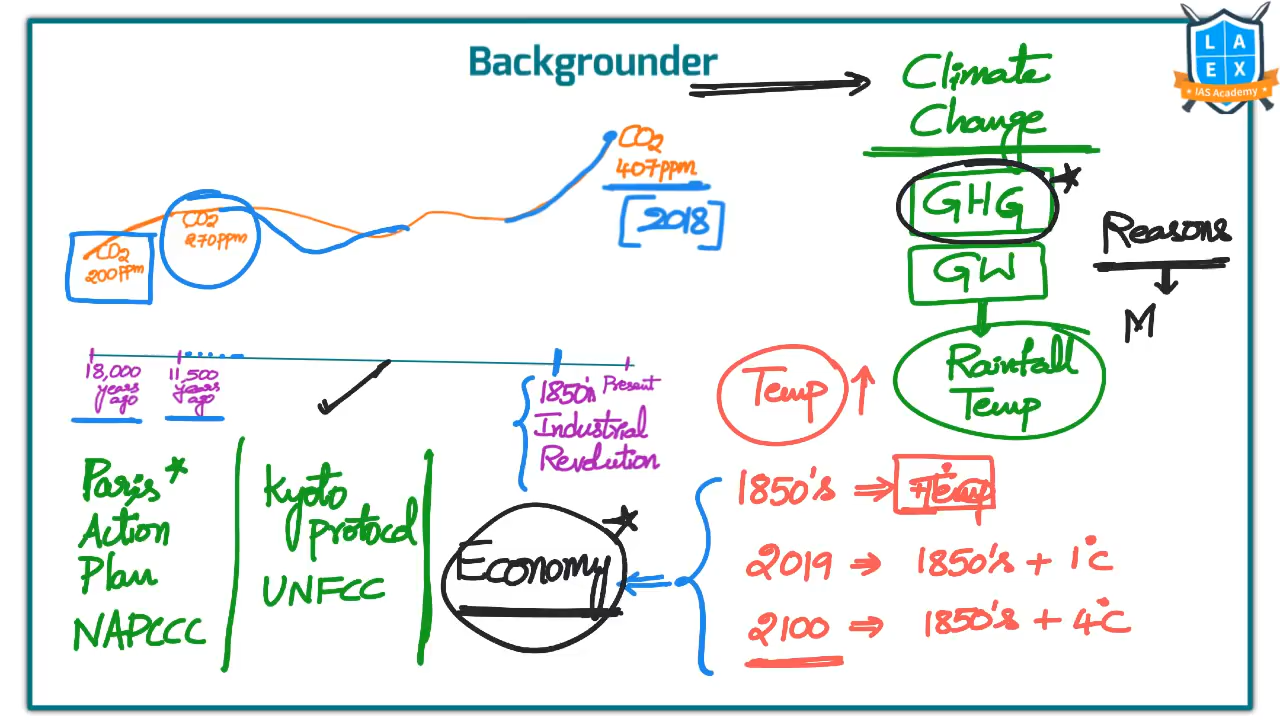 Backgrounder
L A
E X
IAS Academy
Climate
Change
GHG
GW
Rainfall
Temp
Reasons
M
CO2
407ppm
[2018]
CO2
270ppm
CO2
200ppm
18,000
years
ago
11,500
years
ago
1850's
Present
Industrial
Revolution
Temp
Paris
Action
Plan
NAPCCC
Kyoto
Protocol
UNFCC
Economy
1850's ⇒ Temp
2019 ⇒ 1850's + 1°C
2100 ⇒ 1850's + 4°C